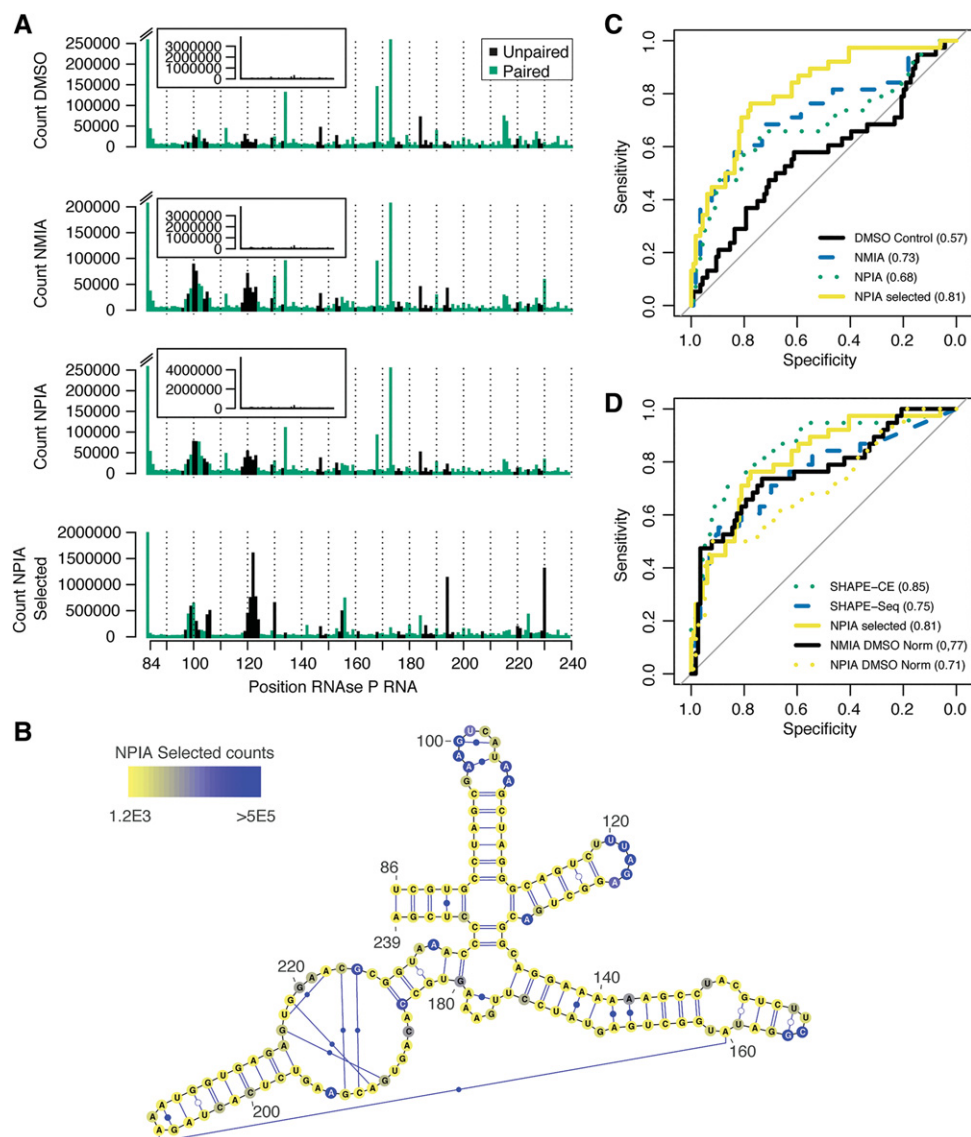 A
Count DMSO
250000
200000
150000
100000
50000
0
3000000
1000000
0
Unpaired
Paired
Count NMIA
200000
150000
100000
50000
0
3000000
1000000
0
Count NPIA
250000
200000
150000
100000
50000
0
4000000
2000000
0
Count NPIA
Selected
2000000
1500000
1000000
500000
0
84 100 120 140 160 180 200 220 240
Position RNAse P RNA
C
Sensitivity
1.0
0.8
0.6
0.4
0.2
0.0
DMSO Control (0.57)
NMIA (0.73)
NPIA (0.68)
NPIA selected (0.81)
1.0 0.8 0.6 0.4 0.2 0.0
Specificity
D
Sensitivity
1.0
0.8
0.6
0.4
0.2
0.0
SHAPE-CE (0.85)
SHAPE-Seq (0.75)
NPIA selected (0.81)
NMIA DMSO Norm (0,77)
NPIA DMSO Norm (0.71)
1.0 0.8 0.6 0.4 0.2 0.0
Specificity
B
NPIA Selected counts
1.2E3 >5E5
100
120
86
239
220
180
140
160
200